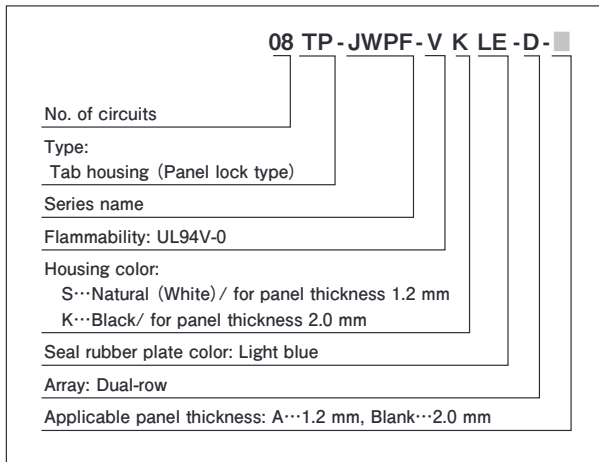 08 TP-JWPF-V K LE-D-
No. of circuits
Type:
Tab housing (Panel lock type)
Series name
Flammability: UL94V-0
Housing color:
S…Natural (White)/ for panel thickness 1.2 mm
K…Black/ for panel thickness 2.0 mm
Seal rubber plate color: Light blue
Array: Dual-row
Applicable panel thickness: A…1.2 mm, Blank…2.0 mm